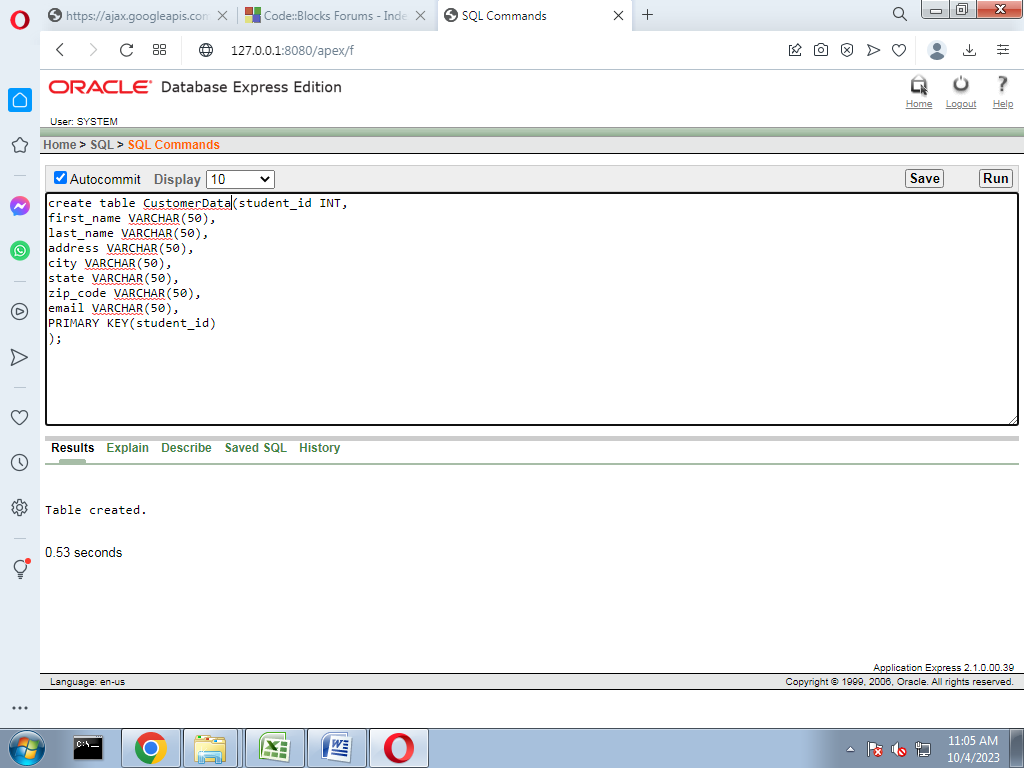 https://ajax.googleapis.com
Code::Blocks Forums - Inde
SQL Commands
127.0.0.1:8080/apex/f
ORACLE® Database Express Edition
Home
Logout
Help
User: SYSTEM
Home > SQL > SQL Commands
Autocommit
Display
10
Save
Run
create table CustomerData(student_id INT,
first_name VARCHAR(50),
last_name VARCHAR(50),
address VARCHAR(50),
city VARCHAR(50),
state VARCHAR(50),
zip_code VARCHAR(50),
email VARCHAR(50),
PRIMARY KEY(student_id)
);
Results
Explain
Describe
Saved SQL
History
Table created.
0.53 seconds
Application Express 2.1.0.00.39
Language: en-us
Copyright © 1999, 2006, Oracle. All rights reserved.
C:\_
11:05 AM
10/4/2023